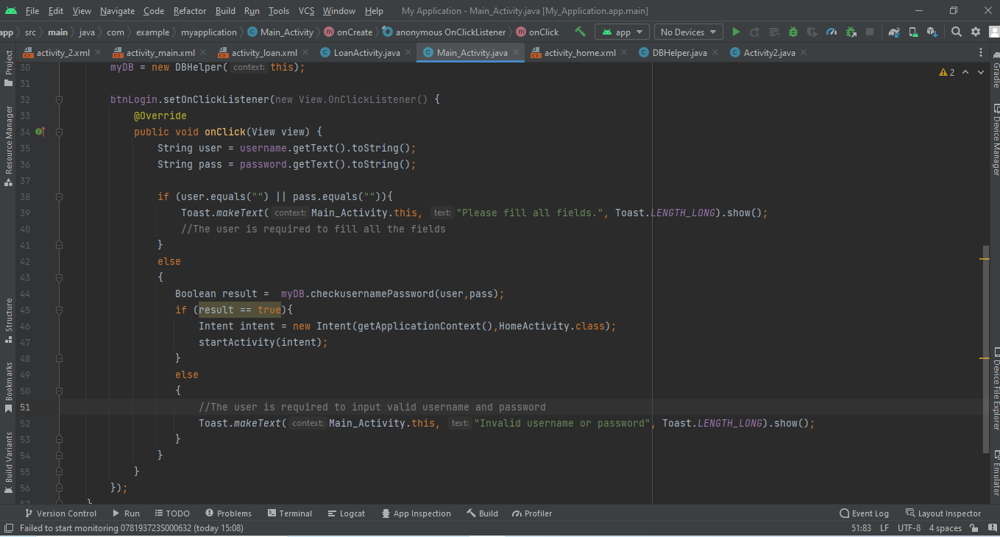 File Edit View Navigate Code Refactor Build Run Tools VCS Window Help My Application - Main_Activity.java [My_Application.app.main]
app src main java com example myapplication Main_Activity onCreate anonymous OnClickListener onClick app No Devices
activity_2.xml activity_main.xml activity_loan.xml LoanActivity.java Main_Activity.java activity_home.xml DBHelper.java Activity2.java
Project
Resource Manager
Structure
Bookmarks
Build Variants
30 myDB = new DBHelper( context: this);
2
31
32 btnLogin.setOnClickListener(new View.OnClickListener() {
33 @Override
34 public void onClick(View view) {
35 String user = username.getText().toString();
36 String pass = password.getText().toString();
37
38 if (user.equals("") || pass.equals("")){
39 Toast.makeText( context: Main_Activity.this, text: "Please fill all fields.", Toast.LENGTH_LONG).show();
40 //The user is required to fill all the fields
41 }
42 else
43 {
44 Boolean result =  myDB.checkusernamePassword(user,pass);
45 if (result == true){
46 Intent intent = new Intent(getApplicationContext(),HomeActivity.class);
47 startActivity(intent);
48 }
49 else
50 {
51 //The user is required to input valid username and password
52 Toast.makeText( context: Main_Activity.this, text: "Invalid username or password", Toast.LENGTH_LONG).show();
53 }
54 }
55 }
56 });
57 }
Gradle
Device Manager
Device File Explorer
Emulator
Version Control Run TODO Problems Terminal Logcat App Inspection Build Profiler Event Log Layout Inspector
Failed to start monitoring 078193723S000632 (today 15:08) 51:83 LF UTF-8 4 spaces